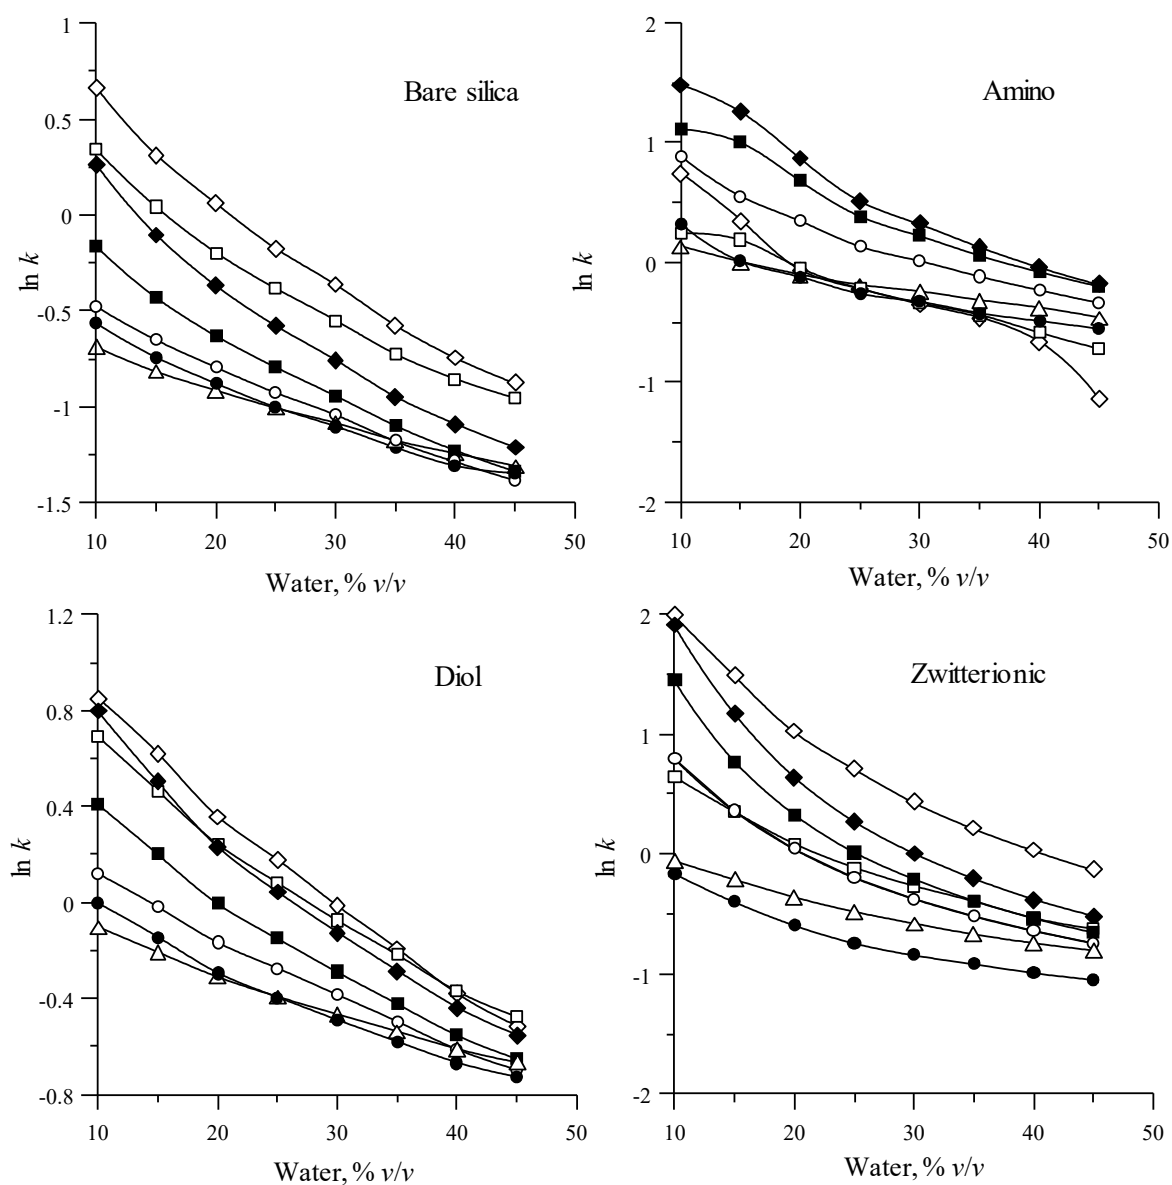 Bare silica
1
0.5
0
-0.5
-1
-1.5
ln k
10 20 30 40 50
Water, % v/v
Amino
2
1
0
-1
-2
ln k
10 20 30 40 50
Water, % v/v
Diol
1.2
0.8
0.4
0
-0.4
-0.8
ln k
10 20 30 40 50
Water, % v/v
Zwitterionic
2
1
0
-1
-2
ln k
10 20 30 40 50
Water, % v/v